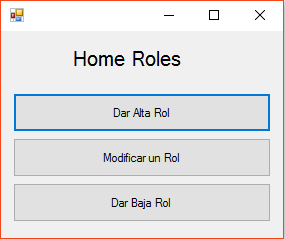 Home Roles
Dar Alta Rol
Modificar un Rol
Dar Baja Rol